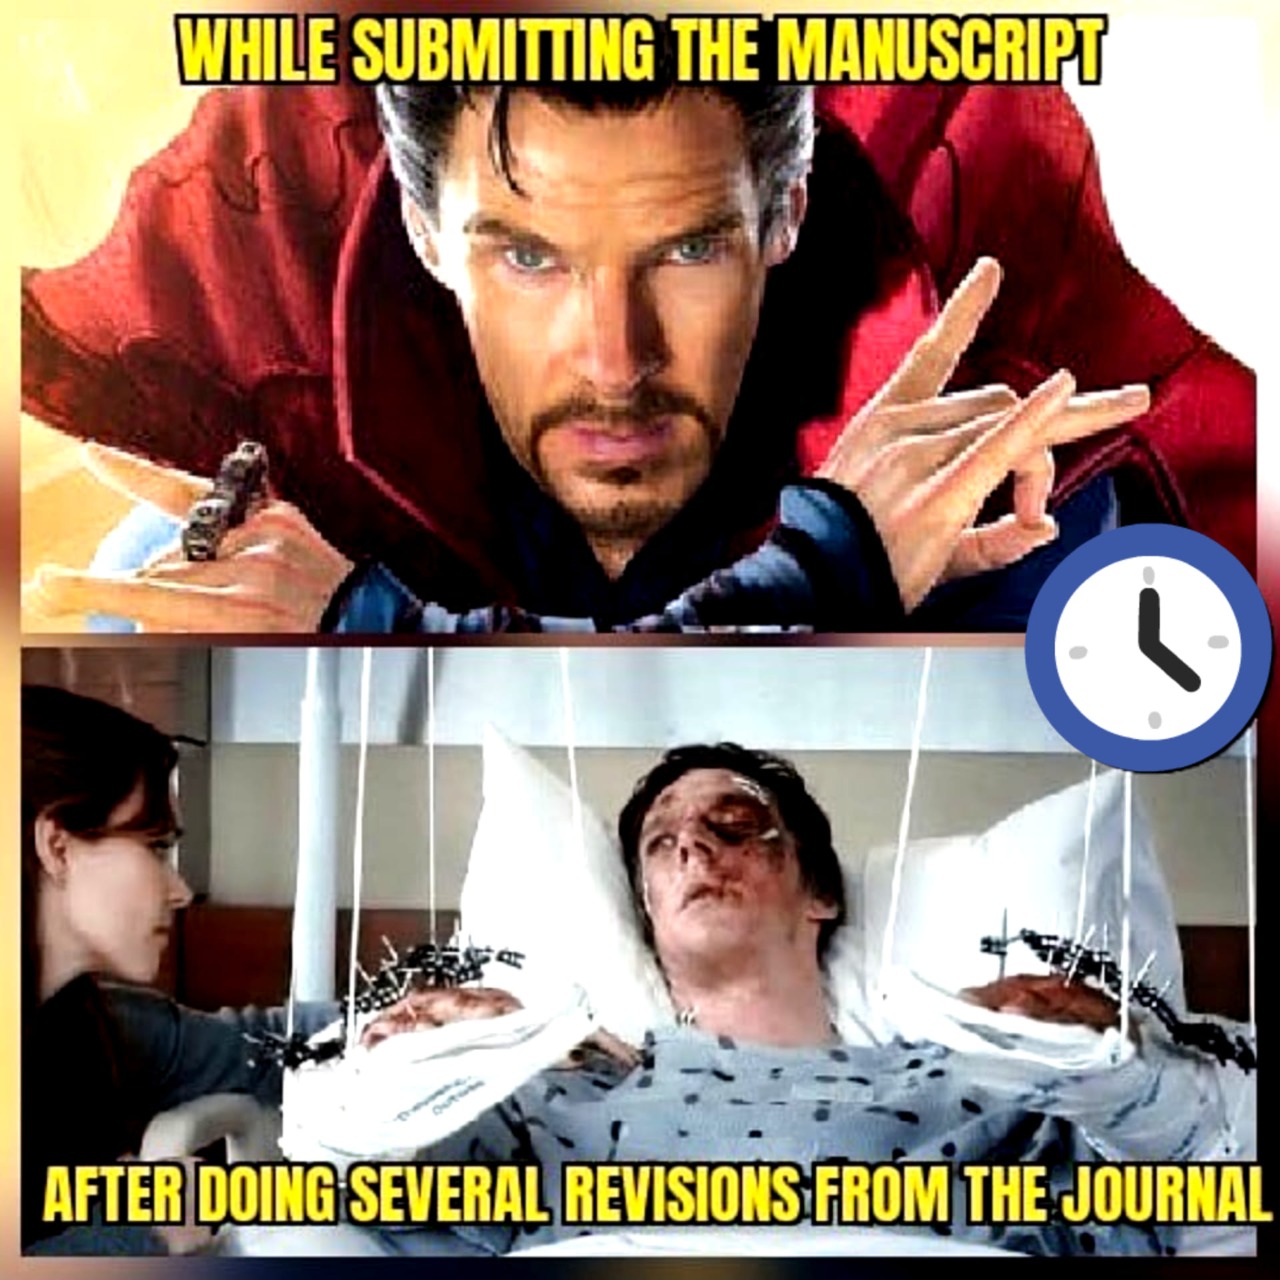 WHILE SUBMITTING THE MANUSCRIPT
AFTER DOING SEVERAL REVISIONS FROM THE JOURNAL